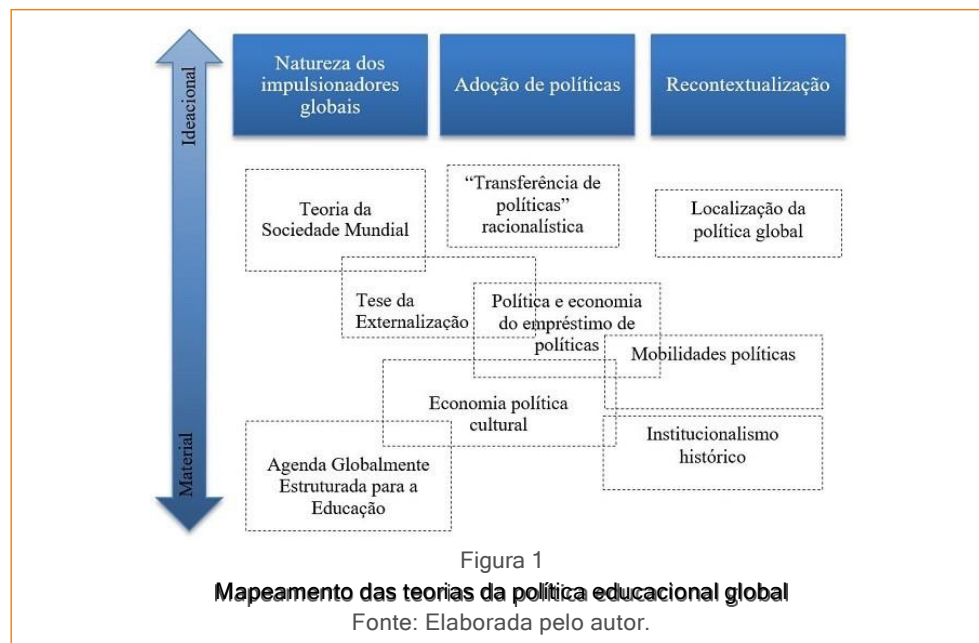 Ideacional
Material
Natureza dos
impulsionadores
globais
Adoção de políticas
Recontextualização
Teoria da
Sociedade Mundial
“Transferência de
políticas”
racionalística
Localização da
política global
Tese da
Externalização
Política e economia
do empréstimo de
políticas
Mobilidades políticas
Economia política
cultural
Institucionalismo
histórico
Agenda Globalmente
Estruturada para a
Educação
Figura 1
Mapeamento das teorias da política educacional global
Fonte: Elaborada pelo autor.